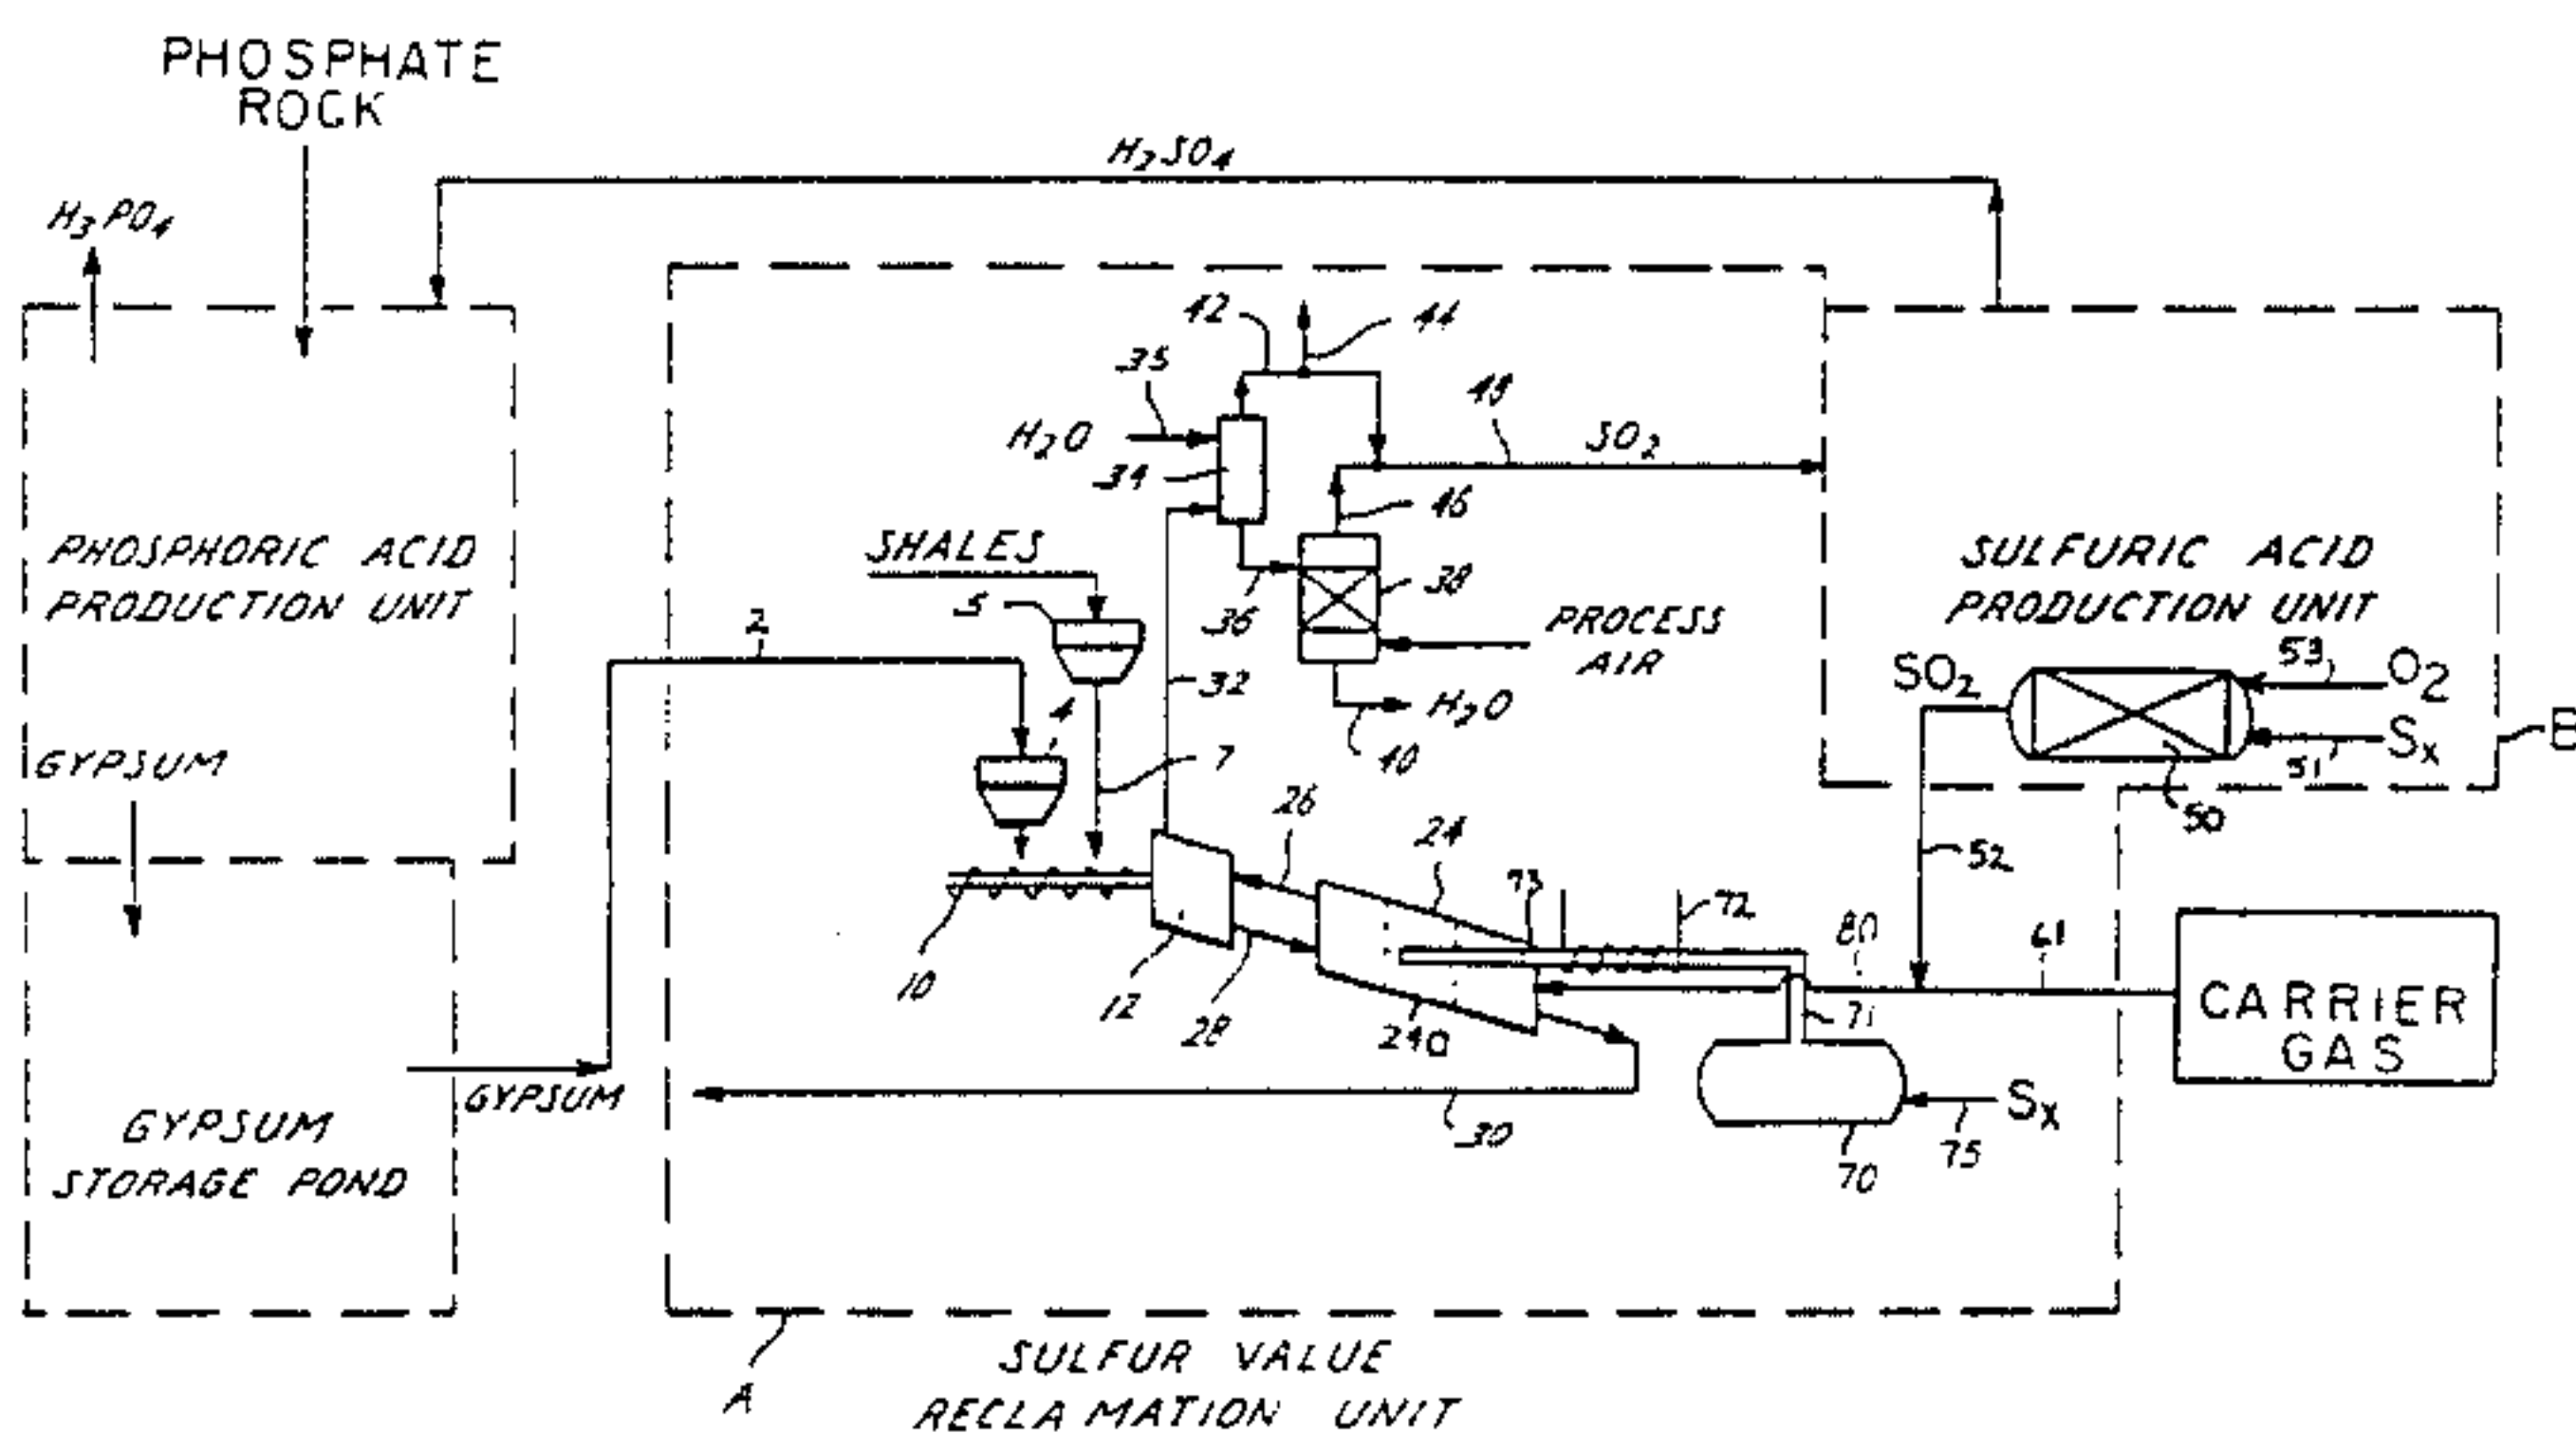 PHOSPHATE
ROCK
H₂SO₄
H₃PO₄
42
44
35
H₂O
34
48
SO₂
46
SHALES
5
36
38
PROCESS
AIR
PHOSPHORIC ACID
PRODUCTION UNIT
2
32
4
H₂O
40
7
SULFURIC ACID
PRODUCTION UNIT
SO₂
53
O₂
Sx
51
B
50
GYPSUM
26
24
52
73
72
80
61
10
12
28
24a
71
CARRIER
GAS
GYPSUM
30
Sx
75
70
GYPSUM
STORAGE POND
A
SULFUR VALUE
RECLAMATION UNIT